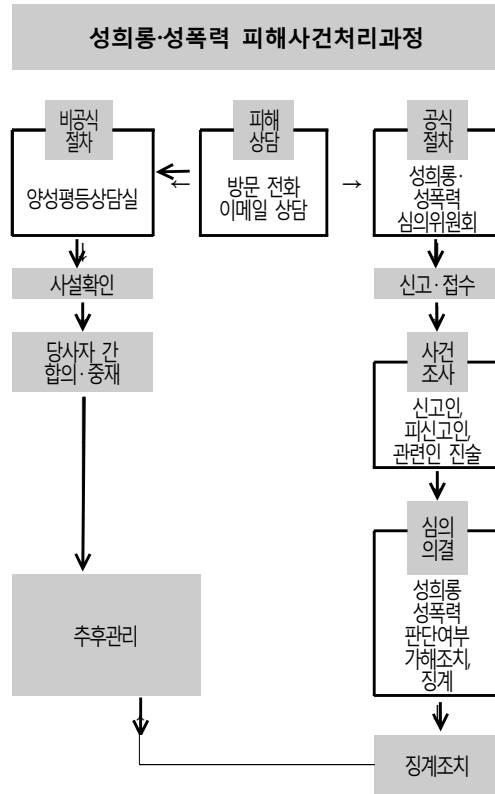 성희롱·성폭력 피해사건처리과정
비공식
절차
양성평등상담실
피해
상담
방문 전화
이메일 상담
공식
절차
성희롱·
성폭력
심의위원회
사설확인
신고·접수
당사자 간
합의·중재
사건
조사
신고인,
피신고인,
관련인 진술
심의
의결
성희롱
성폭력
판단여부
가해조치,
징계
추후관리
징계조치